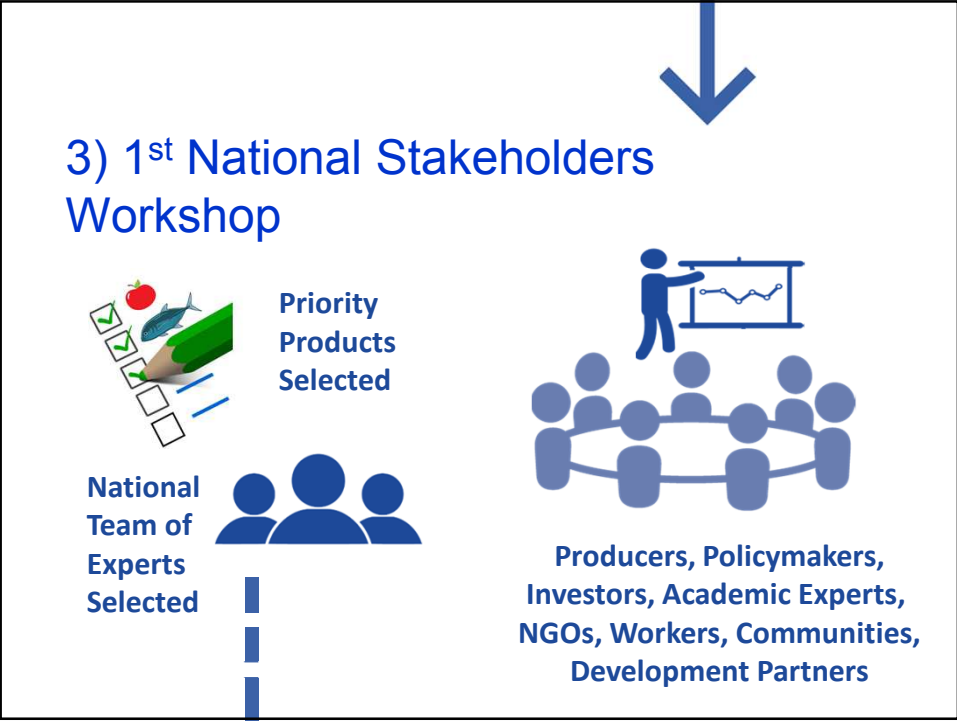 3) 1st National Stakeholders
Workshop
Priority
Products
Selected
National
Team of
Experts
Selected
Producers, Policymakers,
Investors, Academic Experts,
NGOs, Workers, Communities,
Development Partners